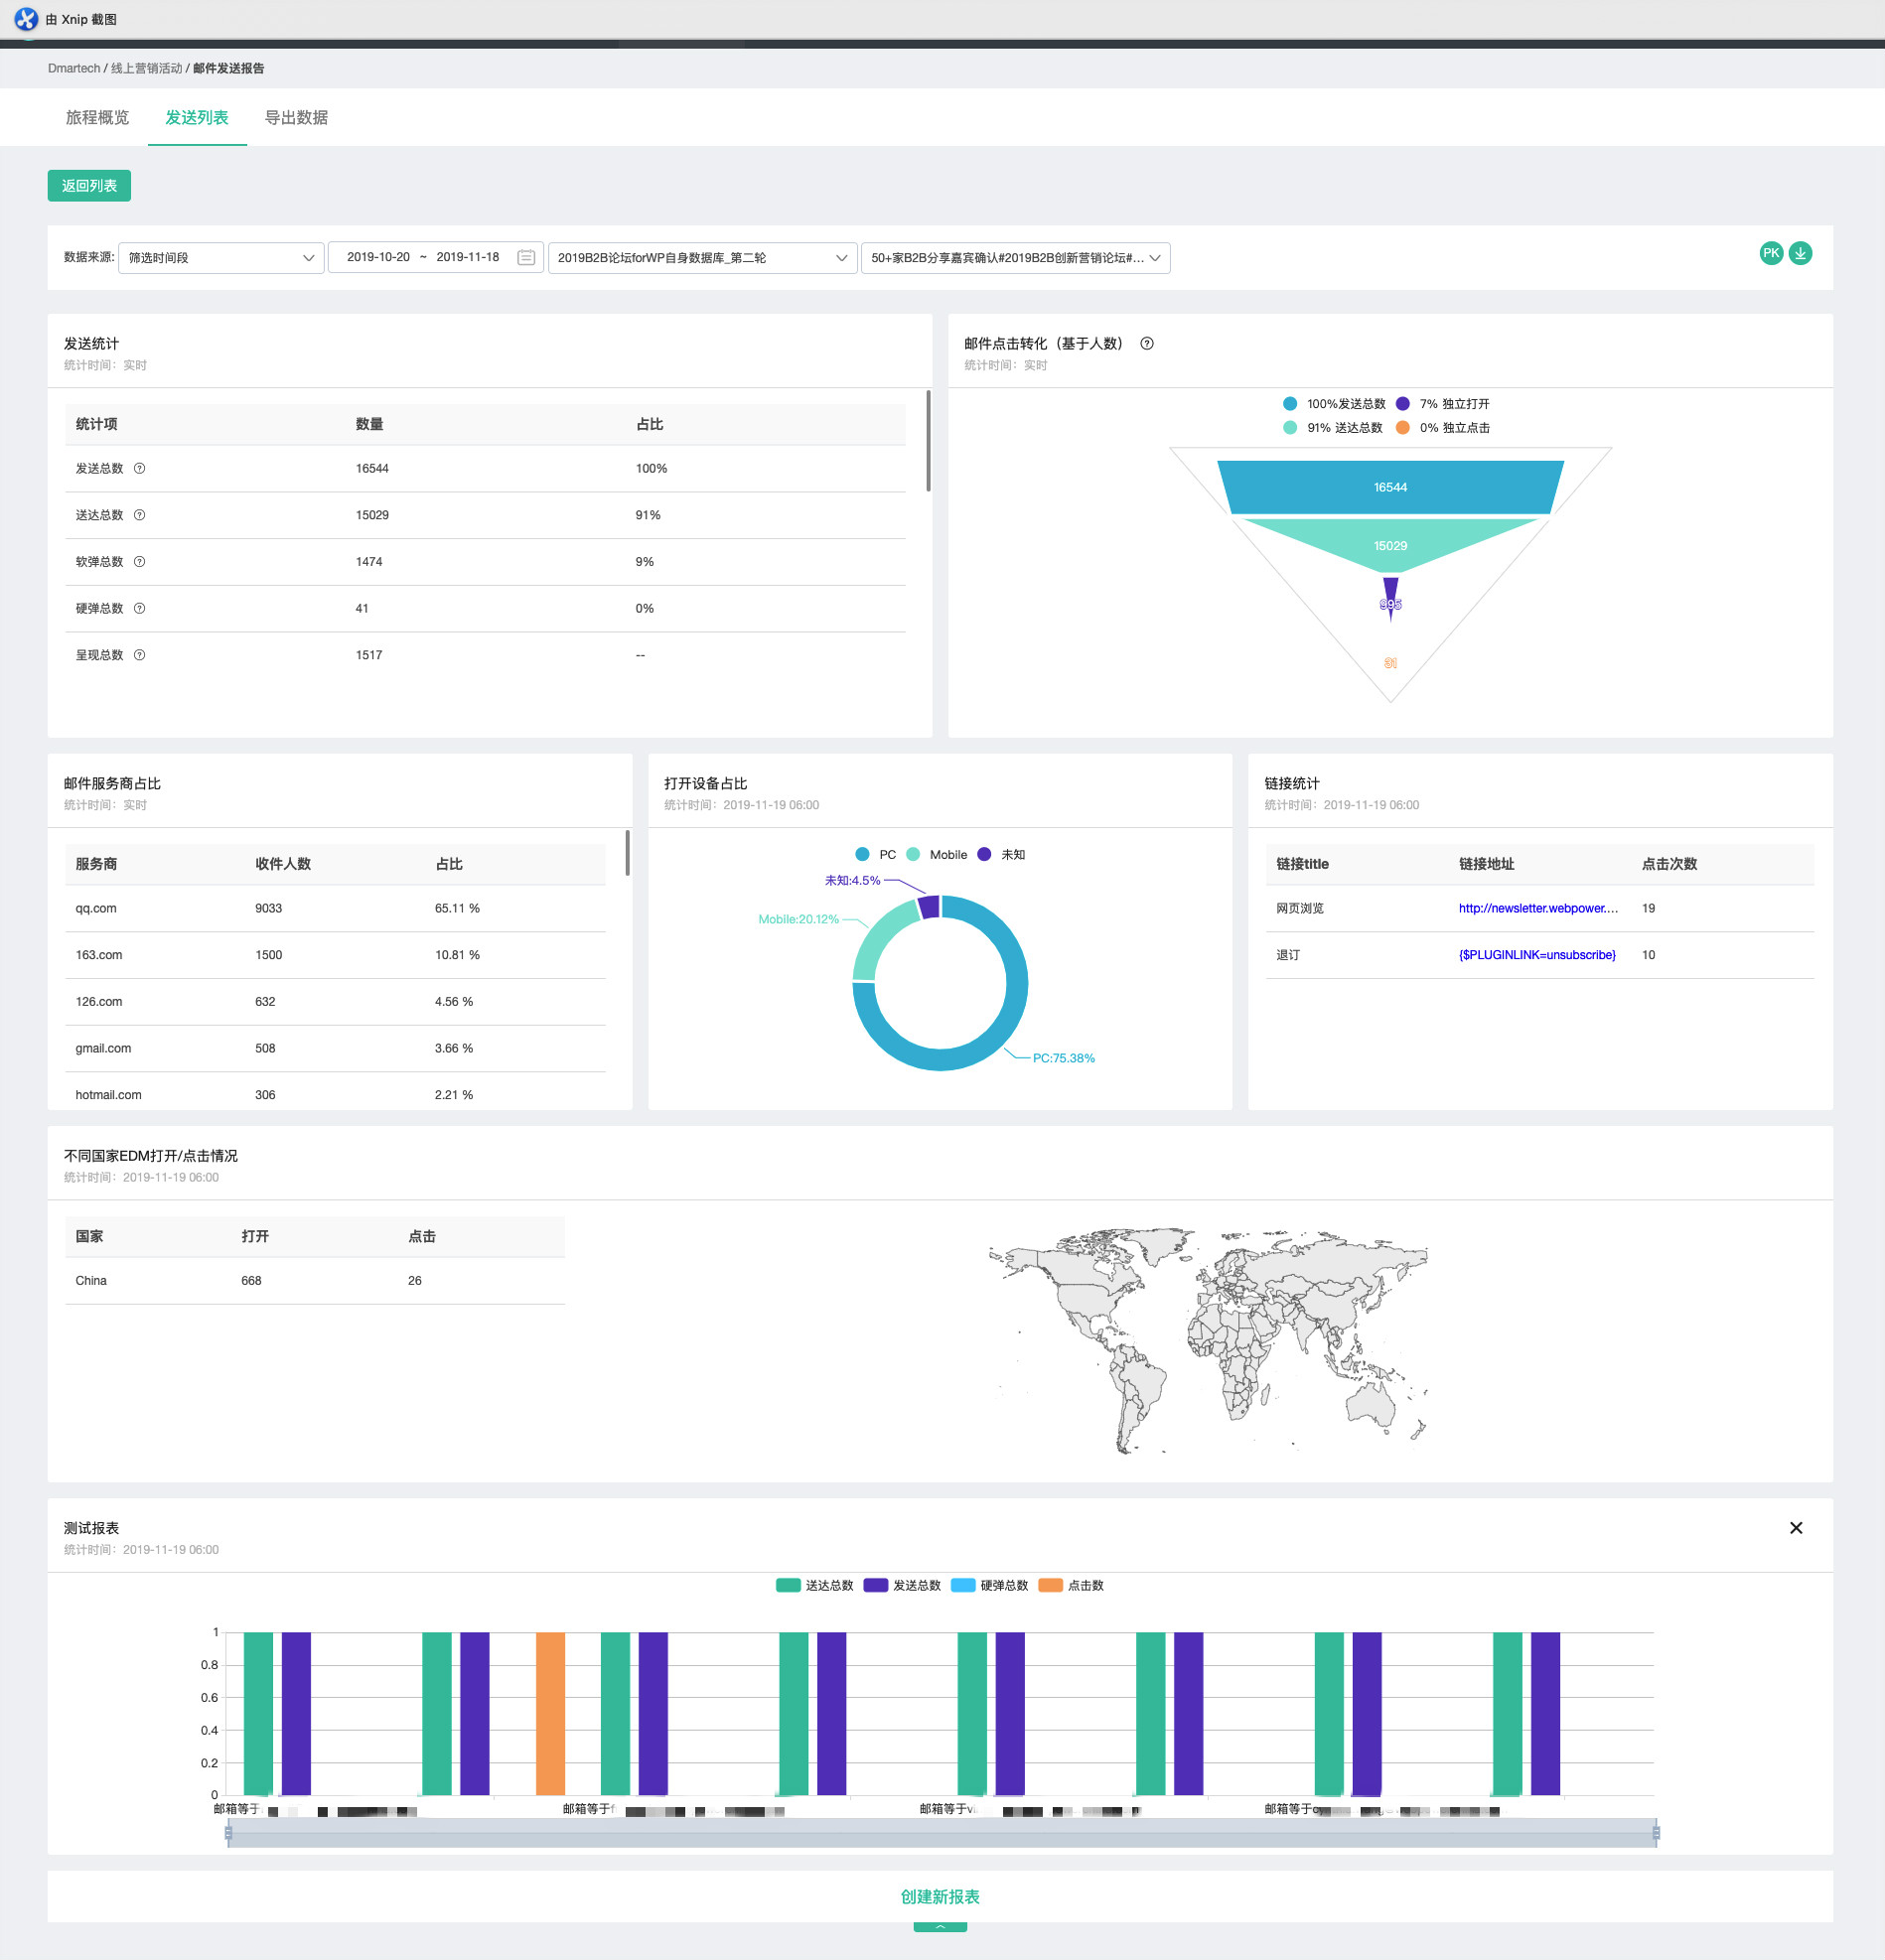 由 Xnip 截图
Dmartech / 线上营销活动 / 邮件发送报告
旅程概览 发送列表 导出数据
返回列表
数据来源: 筛选时间段 2019-10-20 ~ 2019-11-18 2019B2B论坛forWP自身数据库_第二轮 50+家B2B分享嘉宾确认#2019B2B创新营销论坛#... PK
发送统计
统计时间：实时
统计项 数量 占比
发送总数 ? 16544 100%
送达总数 ? 15029 91%
软弹总数 ? 1474 9%
硬弹总数 ? 41 0%
呈现总数 ? 1517 --
邮件点击转化（基于人数） ?
统计时间：实时
100%发送总数 7% 独立打开
91% 送达总数 0% 独立点击
16544
15029
995
31
邮件服务商占比
统计时间：实时
服务商 收件人数 占比
qq.com 9033 65.11 %
163.com 1500 10.81 %
126.com 632 4.56 %
gmail.com 508 3.66 %
hotmail.com 306 2.21 %
打开设备占比
统计时间：2019-11-19 06:00
PC Mobile 未知
未知:4.5%
Mobile:20.12%
PC:75.38%
链接统计
统计时间：2019-11-19 06:00
链接title 链接地址 点击次数
网页浏览 http://newsletter.webpower.... 19
退订 {$PLUGINLINK=unsubscribe} 10
不同国家EDM打开/点击情况
统计时间：2019-11-19 06:00
国家 打开 点击
China 668 26
测试报表
统计时间：2019-11-19 06:00
送达总数 发送总数 硬弹总数 点击数
1
0.8
0.6
0.4
0.2
0
邮箱等于 邮箱等于 邮箱等于 邮箱等于
创建新报表